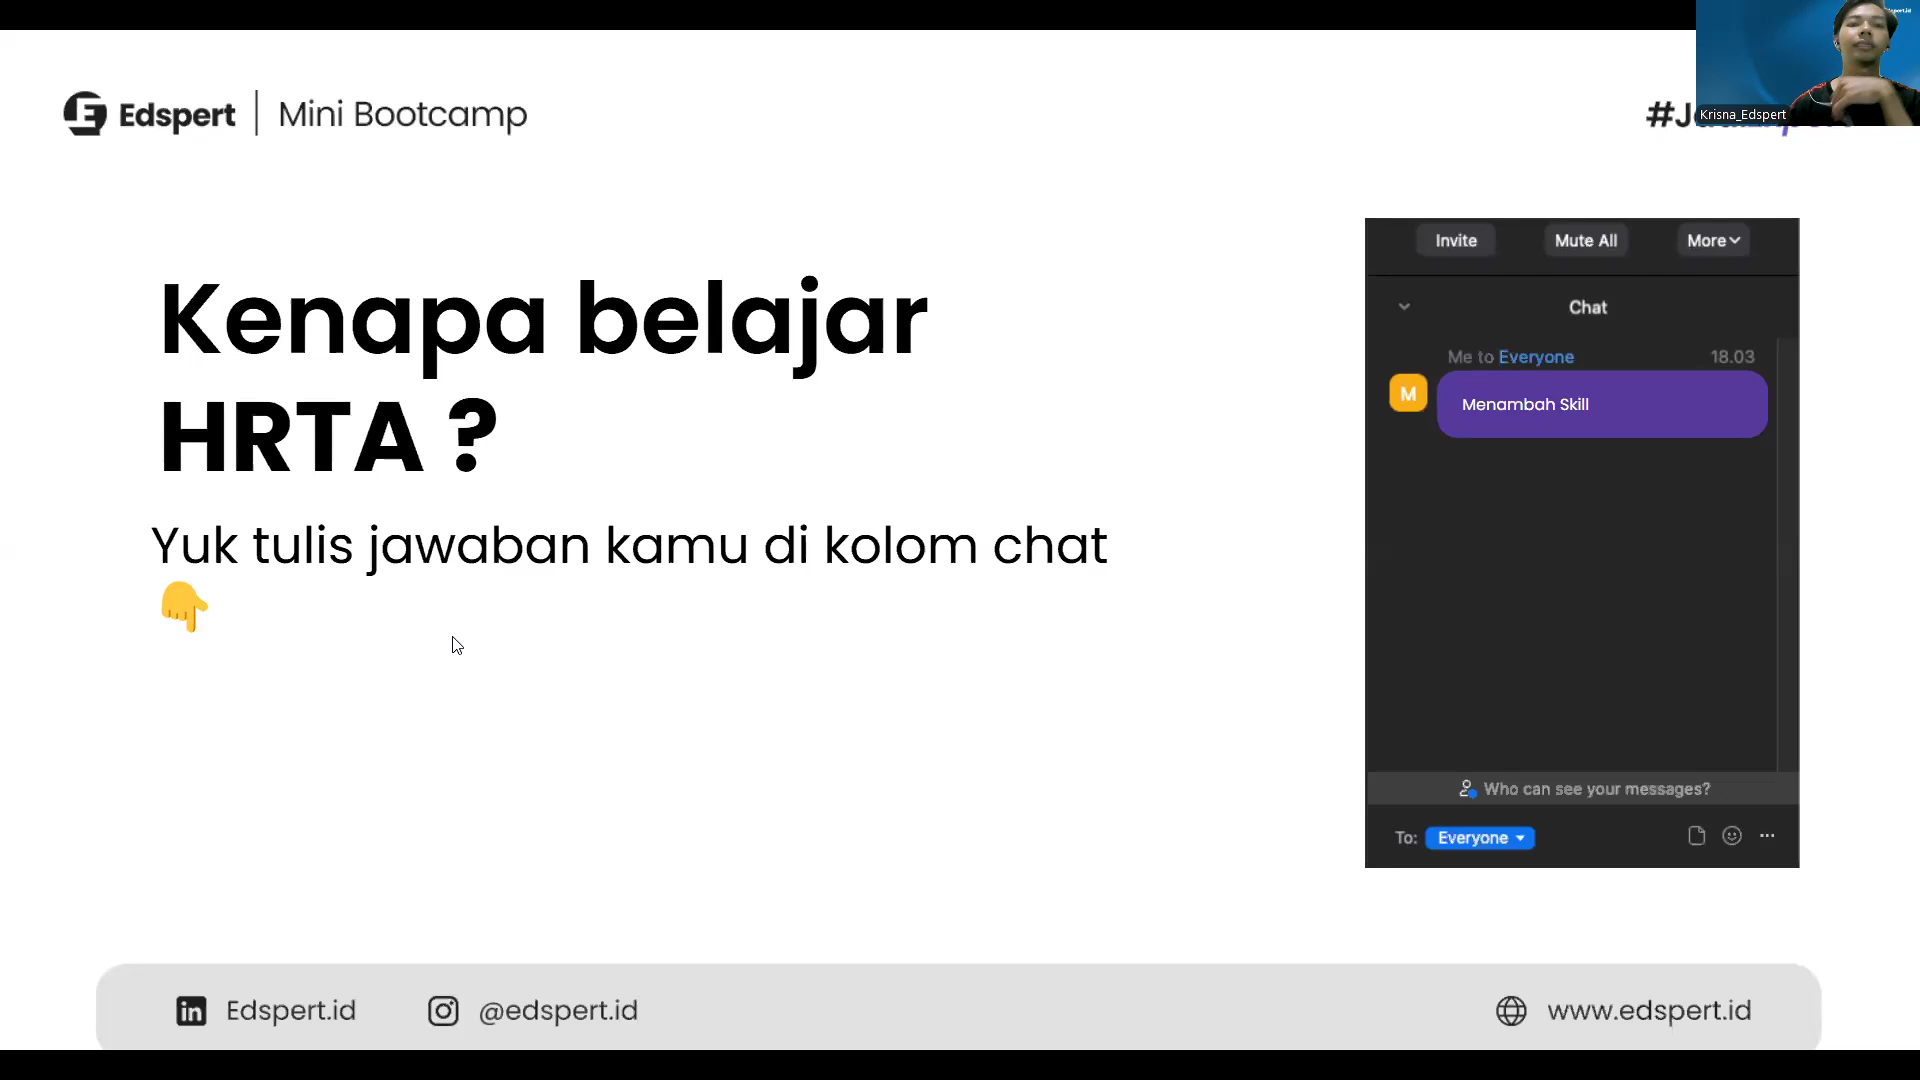 Edspert | Mini Bootcamp
Krisna_Edspert
Kenapa belajar
HRTA ?
Yuk tulis jawaban kamu di kolom chat
👇
Invite
Mute All
More
Chat
Me to Everyone
18.03
M
Menambah Skill
Who can see your messages?
To:
Everyone
...
in
Edspert.id
@edspert.id
www.edspert.id